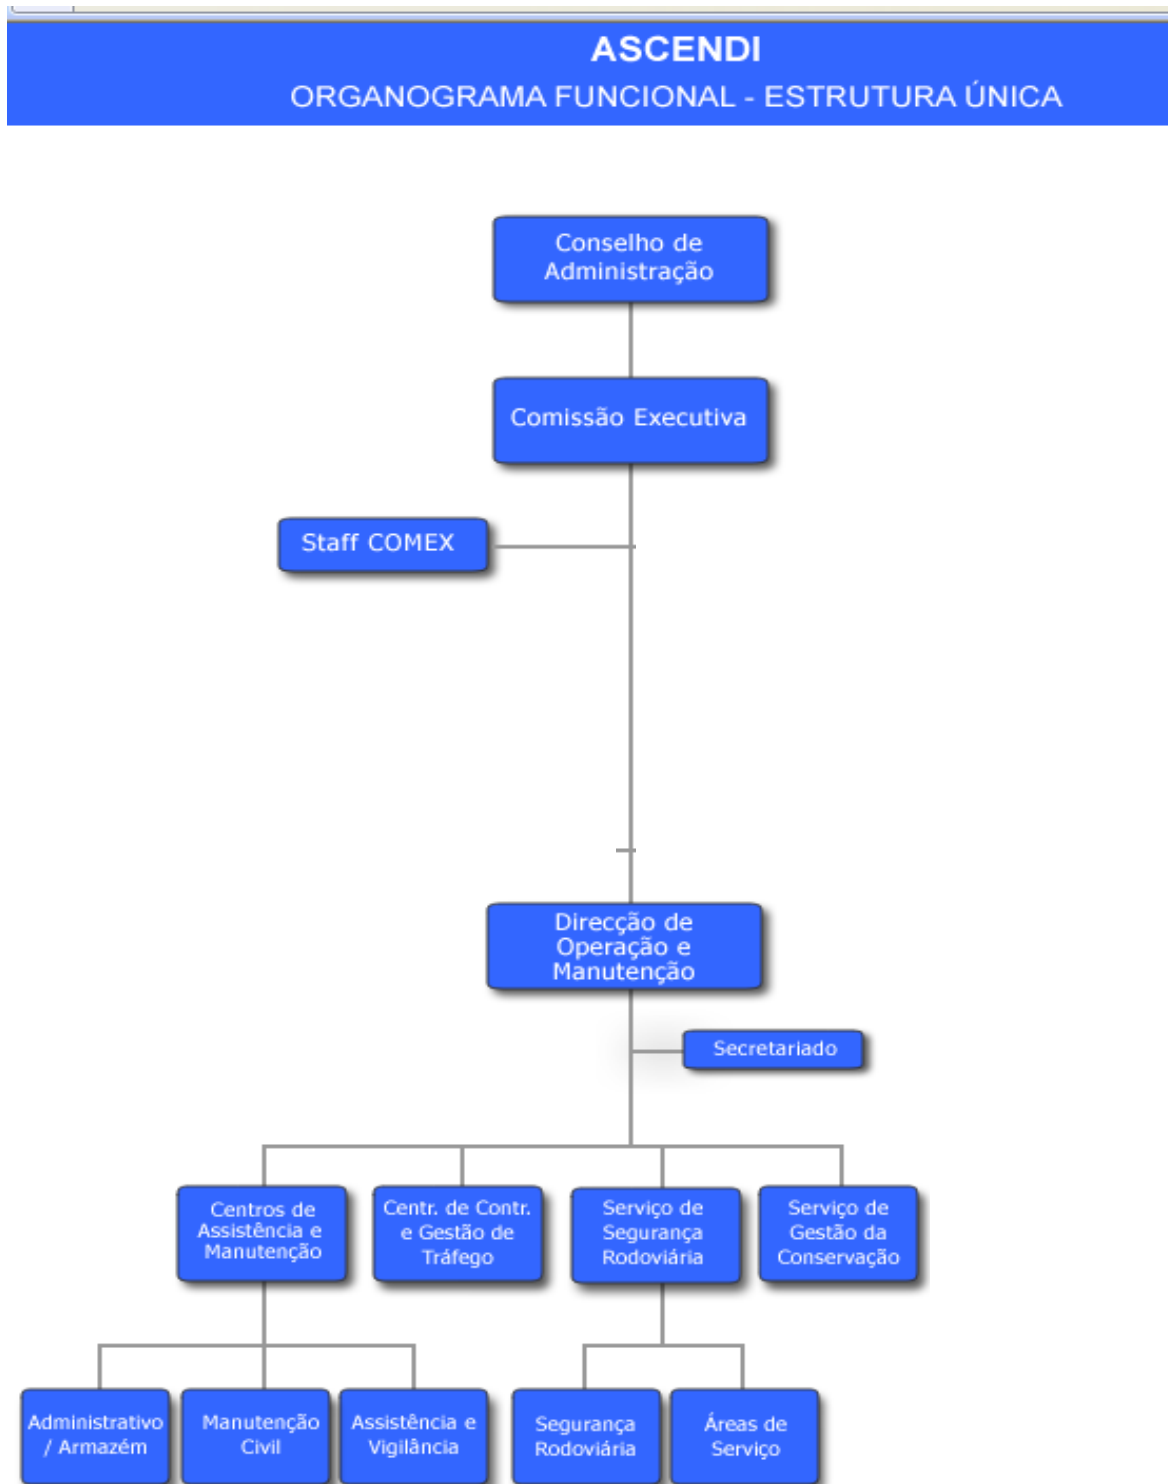 ASCENDI
ORGANOGRAMA FUNCIONAL - ESTRUTURA ÚNICA
Conselho de
Administração
Comissão Executiva
Staff COMEX
Direcção de
Operação e
Manutenção
Secretariado
Centros de
Assistência e
Manutenção
Centr. de Contr.
e Gestão de
Tráfego
Serviço de
Segurança
Rodoviária
Serviço de
Gestão da
Conservação
Administrativo
/ Armazém
Manutenção
Civil
Assistência e
Vigilância
Segurança
Rodoviária
Áreas de
Serviço